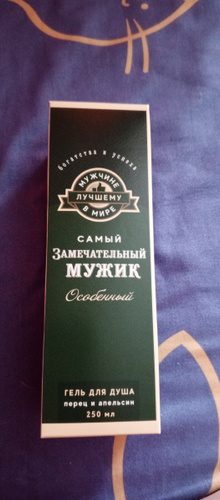 богатства и успеха
МУЖЧИНЕ
ЛУЧШЕМУ
В МИРЕ
САМЫЙ
ЗАМЕЧАТЕЛЬНЫЙ
МУЖИК
Особенный
ГЕЛЬ ДЛЯ ДУША
перец и апельсин
250 мл